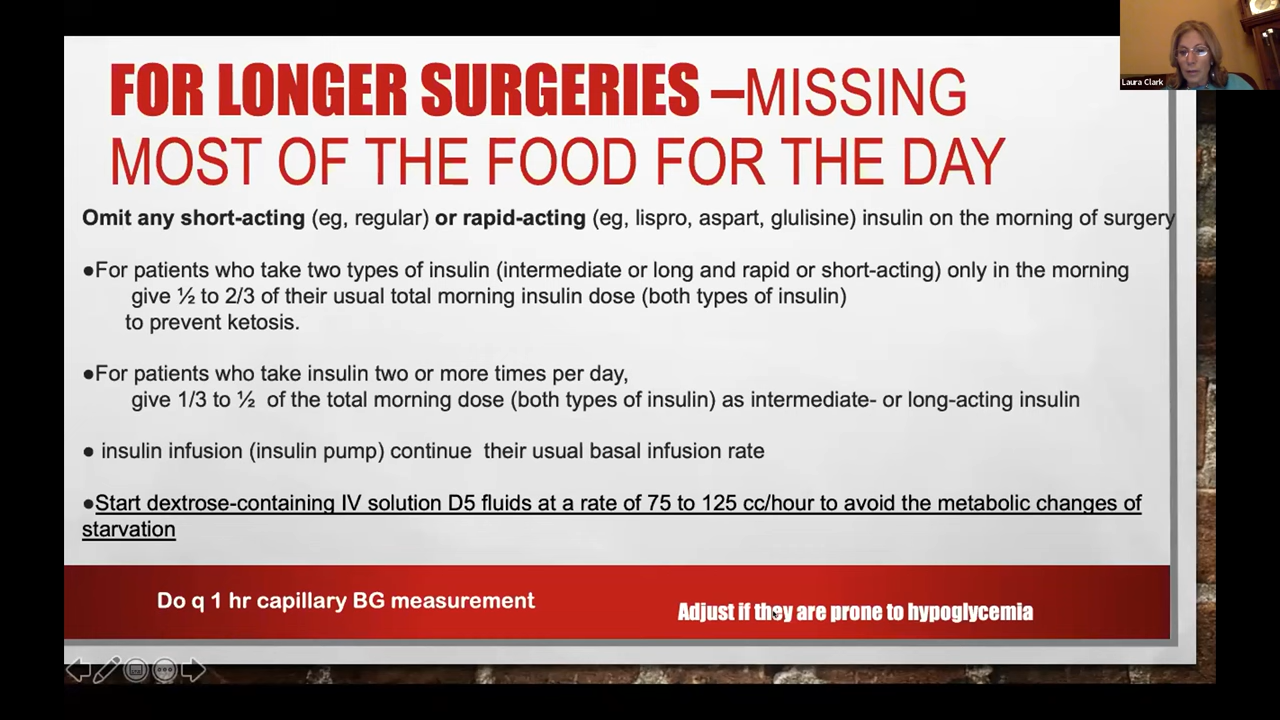 FOR LONGER SURGERIES –MISSING
MOST OF THE FOOD FOR THE DAY
Laura Clark
Omit any short-acting (eg, regular) or rapid-acting (eg, lispro, aspart, glulisine) insulin on the morning of surgery
●For patients who take two types of insulin (intermediate or long and rapid or short-acting) only in the morning
give ½ to 2/3 of their usual total morning insulin dose (both types of insulin)
to prevent ketosis.
●For patients who take insulin two or more times per day,
give 1/3 to ½ of the total morning dose (both types of insulin) as intermediate- or long-acting insulin
● insulin infusion (insulin pump) continue their usual basal infusion rate
●Start dextrose-containing IV solution D5 fluids at a rate of 75 to 125 cc/hour to avoid the metabolic changes of
starvation
Do q 1 hr capillary BG measurement
Adjust if they are prone to hypoglycemia